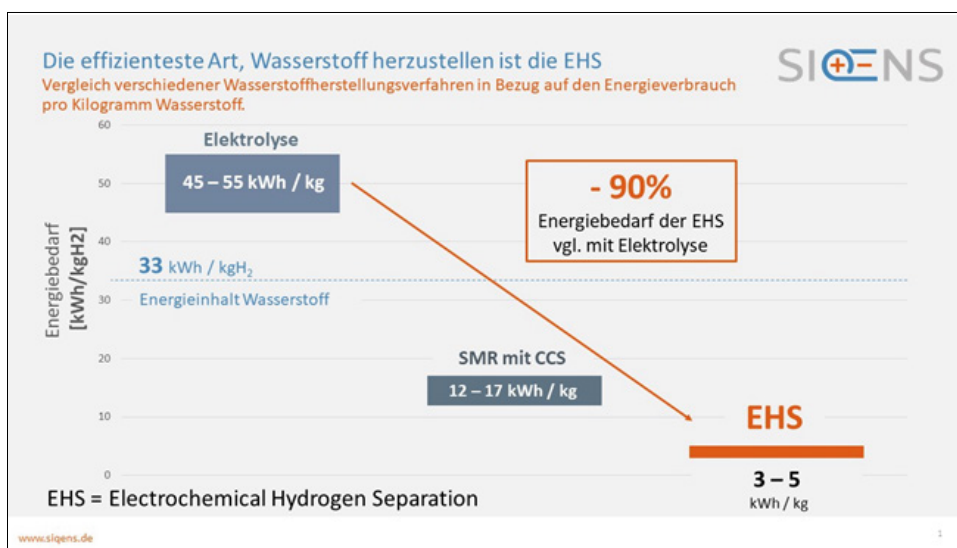 Die effizienteste Art, Wasserstoff herzustellen ist die EHS
SIQENS
Vergleich verschiedener Wasserstoffherstellungsverfahren in Bezug auf den Energieverbrauch
pro Kilogramm Wasserstoff.
60
50
40
30
20
10
0
Energiebedarf
[kWh/kgH2]
Elektrolyse
45 – 55 kWh / kg
- 90%
Energiebedarf der EHS
vgl. mit Elektrolyse
33 kWh / kgH₂
Energieinhalt Wasserstoff
SMR mit CCS
12 – 17 kWh / kg
EHS
3 – 5
kWh / kg
EHS = Electrochemical Hydrogen Separation
www.siqens.de
1